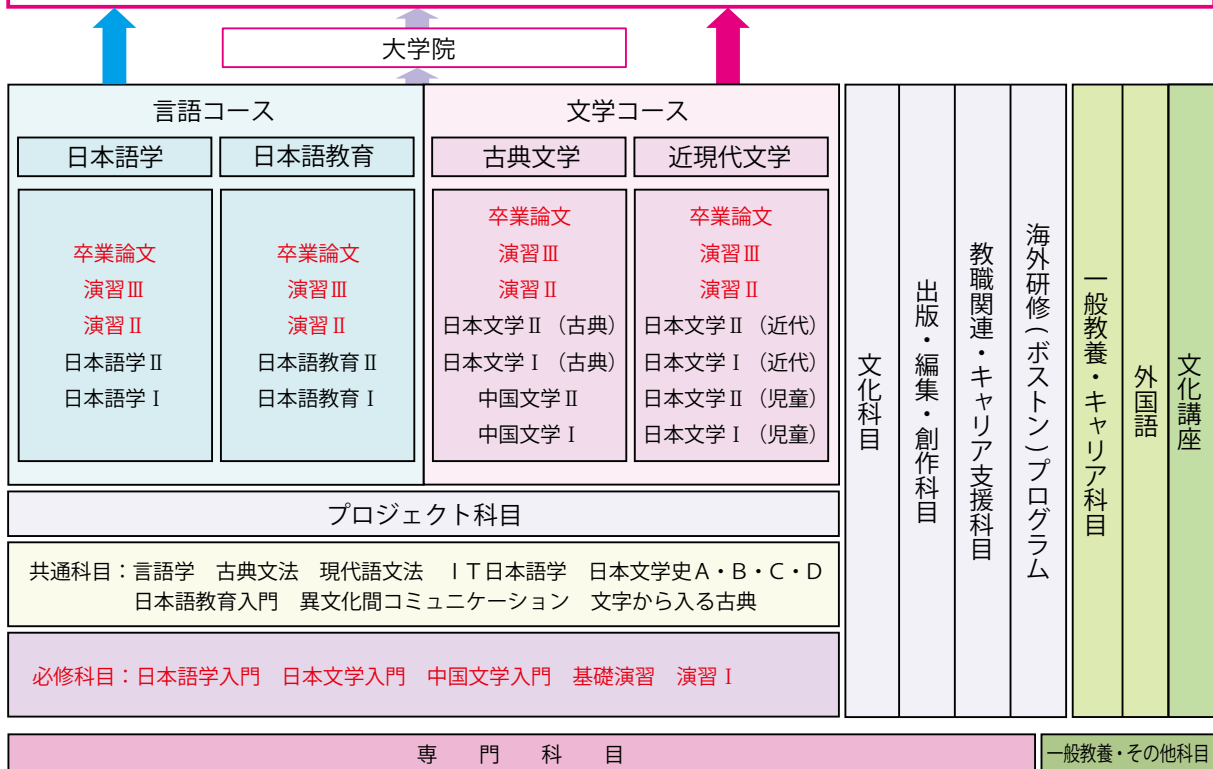 大学院
言語コース
日本語学
日本語教育
卒業論文
演習Ⅲ
演習Ⅱ
日本語学Ⅱ
日本語学Ⅰ
卒業論文
演習Ⅲ
演習Ⅱ
日本語教育Ⅱ
日本語教育Ⅰ
文学コース
古典文学
近現代文学
卒業論文
演習Ⅲ
演習Ⅱ
日本文学Ⅱ（古典）
日本文学Ⅰ（古典）
中国文学Ⅱ
中国文学Ⅰ
卒業論文
演習Ⅲ
演習Ⅱ
日本文学Ⅱ（近代）
日本文学Ⅰ（近代）
日本文学Ⅱ（児童）
日本文学Ⅰ（児童）
プロジェクト科目
共通科目：言語学　古典文法　現代語文法　ＩＴ日本語学　日本文学史Ａ・Ｂ・Ｃ・Ｄ
日本語教育入門　異文化間コミュニケーション　文字から入る古典
必修科目：日本語学入門　日本文学入門　中国文学入門　基礎演習　演習Ⅰ
文化科目
出版・編集・創作科目
教職関連・キャリア支援科目
海外研修（ボストン）プログラム
一般教養・キャリア科目
外国語
文化講座
専門科目
一般教養・その他科目